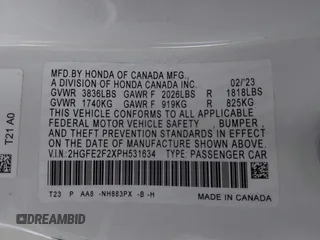 MFD.BY HONDA OF CANADA MFG., 02/'23
A DIVISION OF HONDA CANADA INC.
GVWR 3836LBS GAWR F 2026LBS R 1818LBS
GVWR 1740KG GAWR F 919KG R 825KG
THIS VEHICLE CONFORMS TO ALL APPLICABLE
FEDERAL MOTOR VEHICLE SAFETY, BUMPER,
AND THEFT PREVENTION STANDARDS IN EFFECT
ON THE DATE OF MANUFACTURE SHOWN ABOVE.
V.I.N:2HGFE2F2XPH531634 TYPE PASSENGER CAR
T23 P AA8 -NH883PX -B -H
MADE IN CANADA
T21 A0
DREAMBID